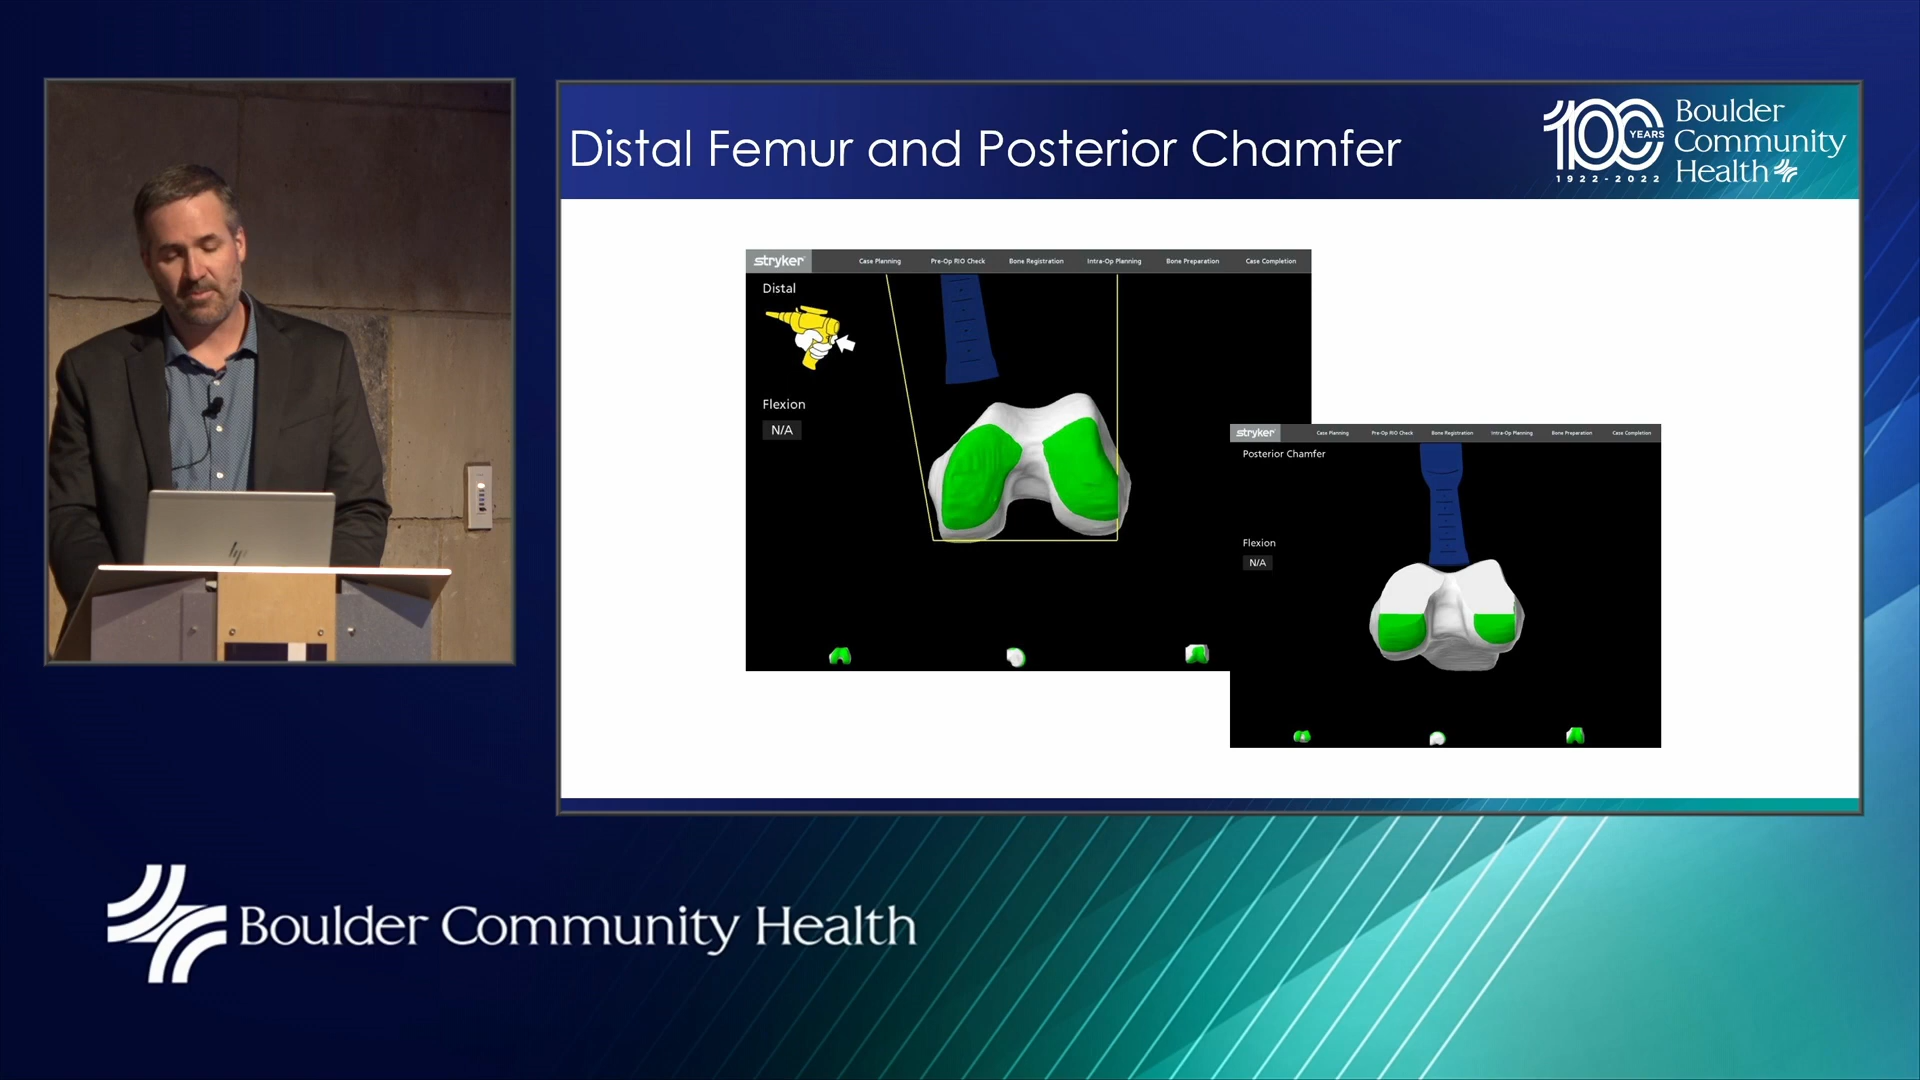 Distal Femur and Posterior Chamfer
100
YEARS
1922-2022
Boulder
Community
Health
stryker
Case Planning
Pre-Op RIO Check
Bone Registration
Intra-Op Planning
Bone Preparation
Case Completion
Distal
Flexion
N/A
stryker
Case Planning
Pre-Op RIO Check
Bone Registration
Intra-Op Planning
Bone Preparation
Case Completion
Posterior Chamfer
Flexion
N/A
hp
Boulder Community Health